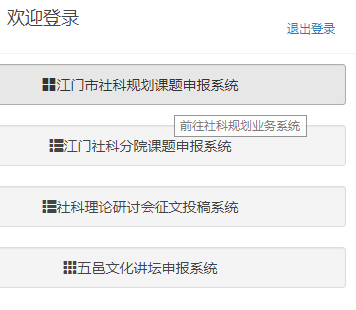 欢迎登录
退出登录
江门市社科规划课题申报系统
前往社科规划业务系统
江门社科分院课题申报系统
社科理论研讨会征文投稿系统
五邑文化讲坛申报系统